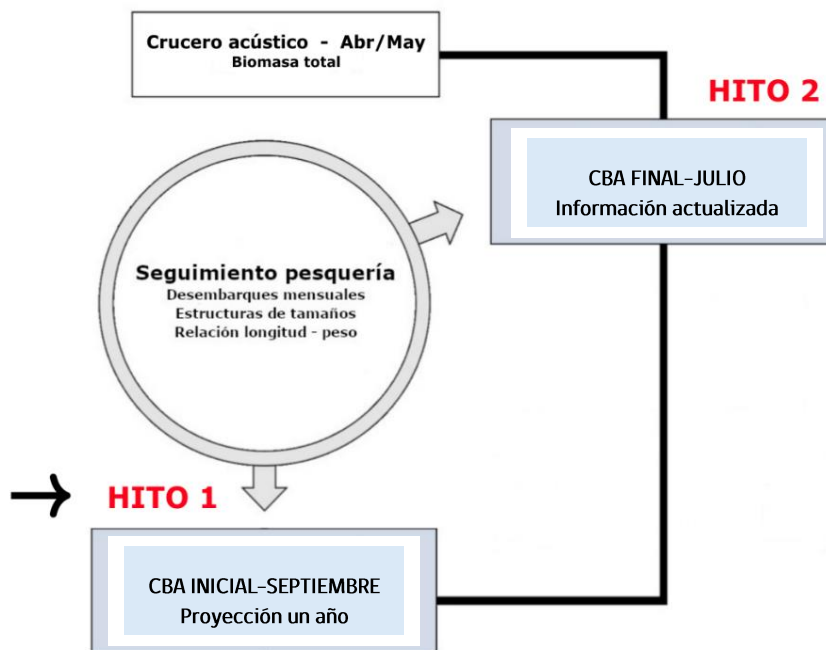 Crucero acústico - Abr/May
Biomasa total
HITO 2
CBA FINAL-JULIO
Información actualizada
Seguimiento pesquería
Desembarques mensuales
Estructuras de tamaños
Relación longitud - peso
HITO 1
CBA INICIAL-SEPTIEMBRE
Proyección un año